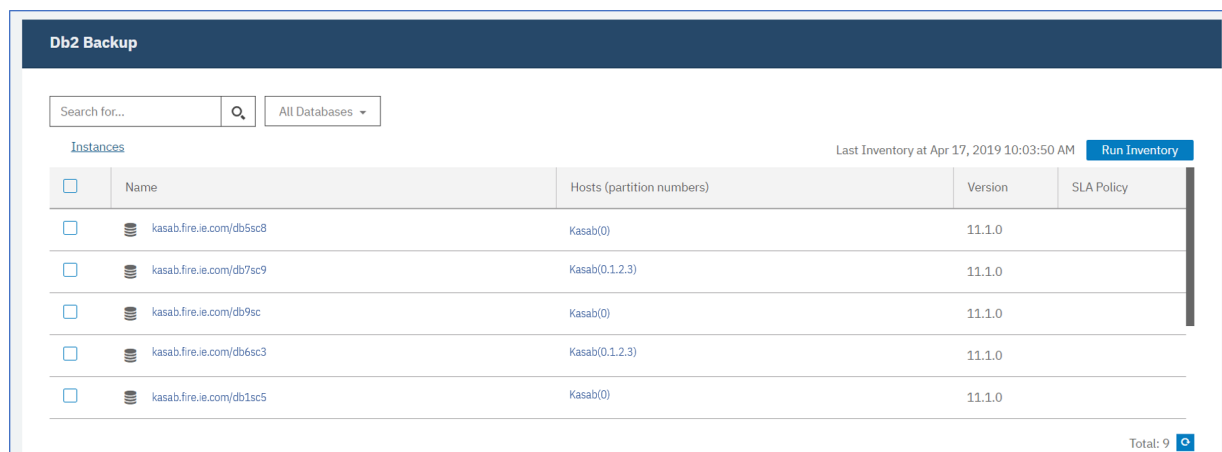 Db2 Backup
Search for...
All Databases
Instances
Last Inventory at Apr 17, 2019 10:03:50 AM
Run Inventory
Name Hosts (partition numbers) Version SLA Policy
kasab.fire.ie.com/db5sc8 Kasab(0) 11.1.0
kasab.fire.ie.com/db7sc9 Kasab(0.1.2.3) 11.1.0
kasab.fire.ie.com/db9sc Kasab(0) 11.1.0
kasab.fire.ie.com/db6sc3 Kasab(0.1.2.3) 11.1.0
kasab.fire.ie.com/db1sc5 Kasab(0) 11.1.0
Total: 9